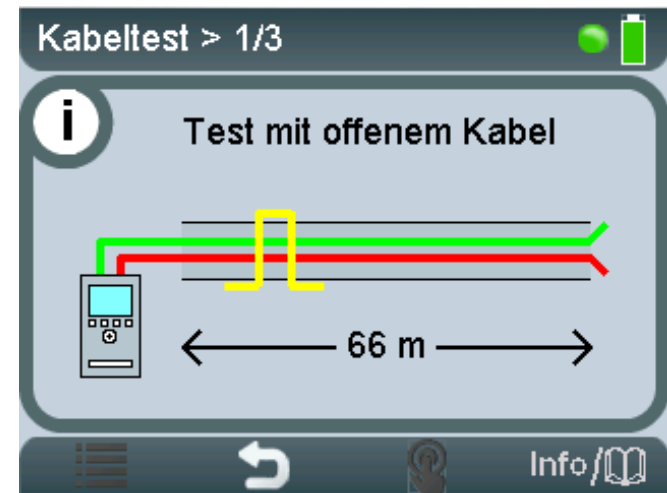 Kabeltest > 1/3
i
Test mit offenem Kabel
66 m
Info/